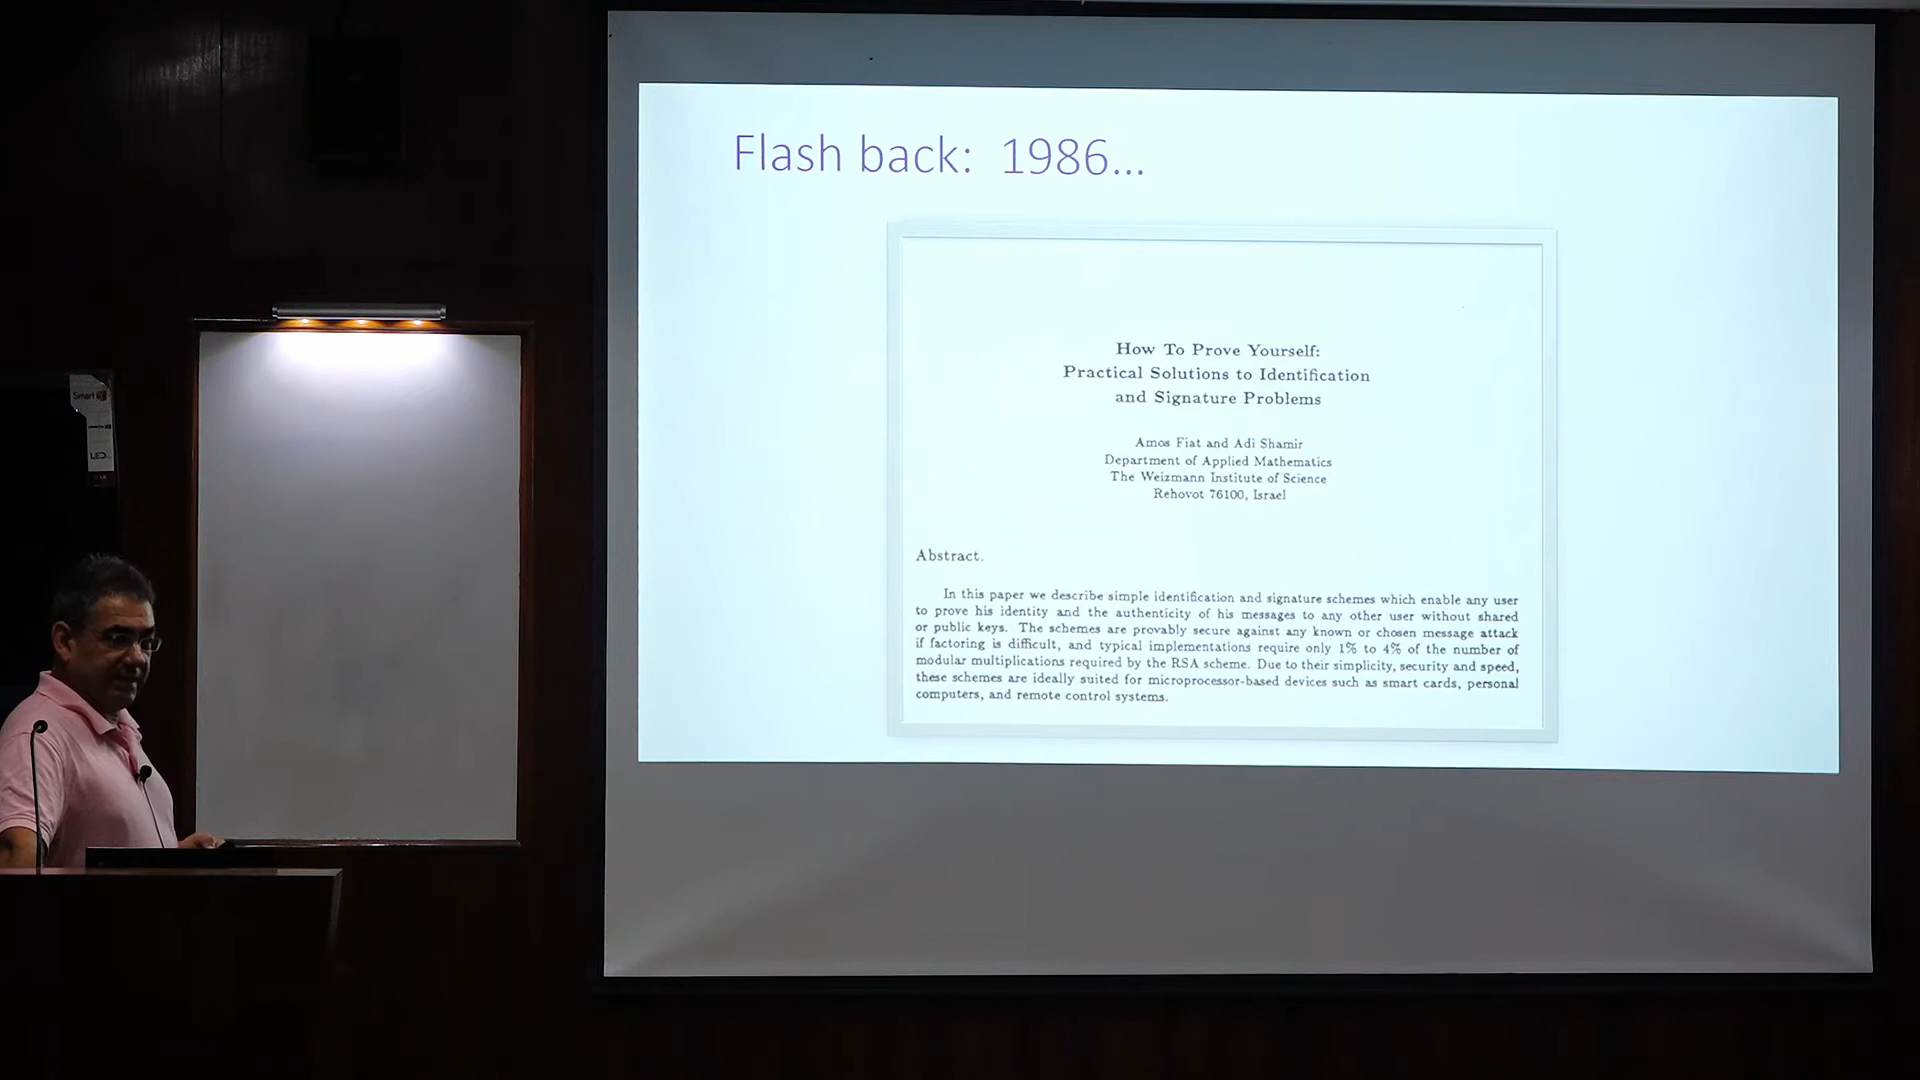 Flash back: 1986...
How To Prove Yourself:
Practical Solutions to Identification
and Signature Problems
Amos Fiat and Adi Shamir
Department of Applied Mathematics
The Weizmann Institute of Science
Rehovot 76100, Israel
Abstract.
In this paper we describe simple identification and signature schemes which enable any user
to prove his identity and the authenticity of his messages to any other user without shared
or public keys. The schemes are provably secure against any known or chosen message attack
if factoring is difficult, and typical implementations require only 1% to 4% of the number of
modular multiplications required by the RSA scheme. Due to their simplicity, security and speed,
these schemes are ideally suited for microprocessor-based devices such as smart cards, personal
computers, and remote control systems.
Smart
LED